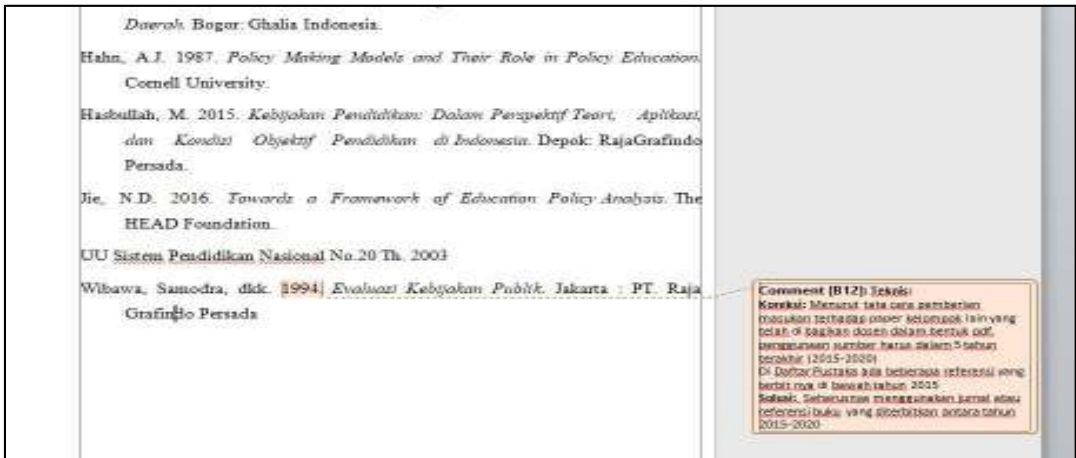 Daerah. Bogor: Ghalia Indonesia.
Hahn, A.J. 1987. Policy Making Models and Their Role in Policy Education.
Cornell University.
Hasbullah, M. 2015. Kebijakan Pendidikan: Dalam Perspektif Teori, Aplikasi,
dan Kondisi Objektif Pendidikan di Indonesia. Depok: RajaGrafindo
Persada.
Jie, N.D. 2016. Towards a Framework of Education Policy Analysis. The
HEAD Foundation.
UU Sistem Pendidikan Nasional No.20 Th. 2003
Wibawa, Samodra, dkk. 1994. Evaluasi Kebijakan Publik. Jakarta : PT. Raja
Grafindo Persada
Comment [B12]: Teknis:
Koreksi: Menurut tata cara pemberian
masukan terhadap paper kelompok lain yang
telah di bagikan dosen dalam bentuk pdf,
penggunaan sumber harus dalam 5 tahun
terakhir (2015-2020)
Di Daftar Pustaka ada beberapa referensi yang
terbit nya di bawah tahun 2015
Solusi: Seharusnya menggunakan jurnal atau
referensi buku yang diterbitkan antara tahun
2015-2020